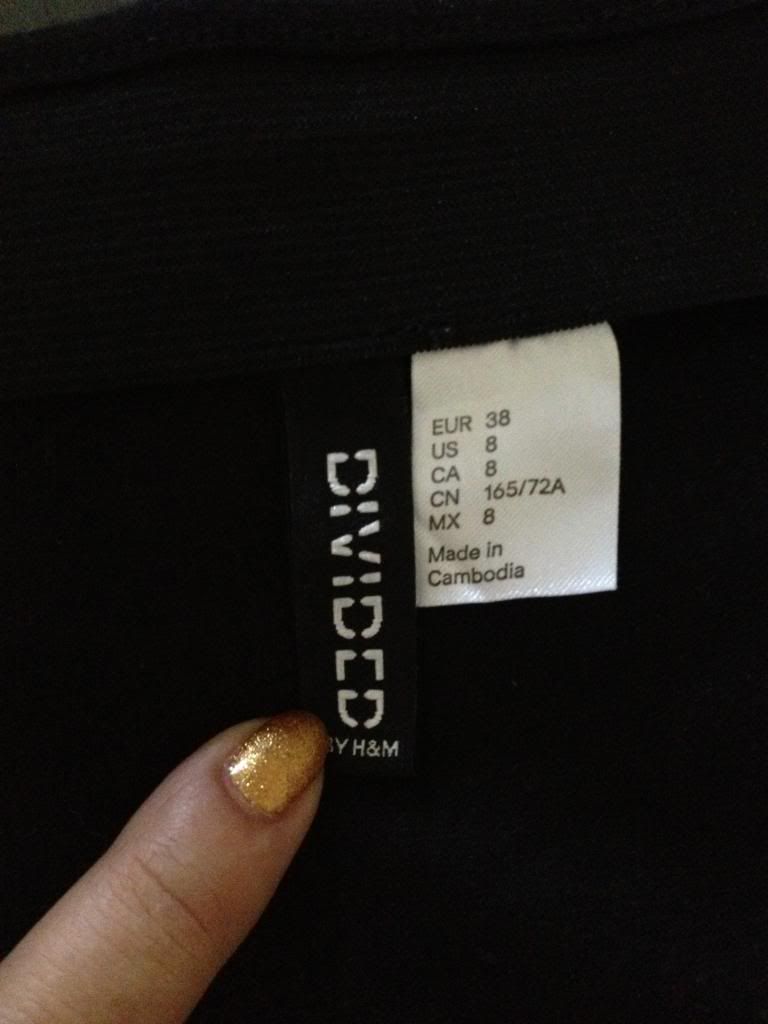 DIVIDED
BY H&M
EUR 38
US 8
CA 8
CN 165/72A
MX 8
Made in
Cambodia